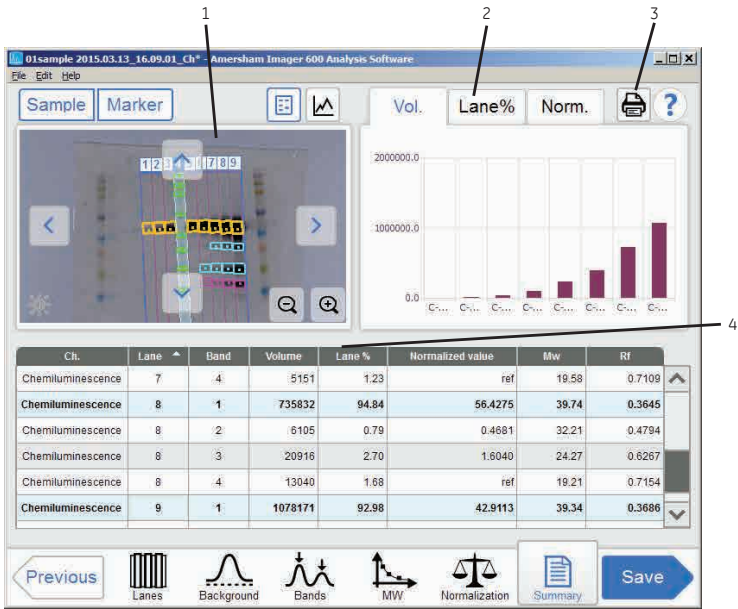 1 2 3
01sample 2015.03.13_16.09.01_Ch* - Amersham Imager 600 Analysis Software
File Edit Help
Sample Marker Vol. Lane% Norm. ?
1 2 3 7 8 9
2000000.0
1000000.0
0.0
C-... C-... C-... C-... C-... C-... C-... C-...
4
Ch. Lane Band Volume Lane % Normalized value Mw Rf
Chemiluminescence 7 4 5151 1.23 ref 19.58 0.7109
Chemiluminescence 8 1 735832 94.84 56.4275 39.74 0.3645
Chemiluminescence 8 2 6105 0.79 0.4681 32.21 0.4794
Chemiluminescence 8 3 20916 2.70 1.6040 24.27 0.6267
Chemiluminescence 8 4 13040 1.68 ref 19.21 0.7154
Chemiluminescence 9 1 1078171 92.98 42.9113 39.34 0.3686
Previous Lanes Background Bands MW Normalization Summary Save